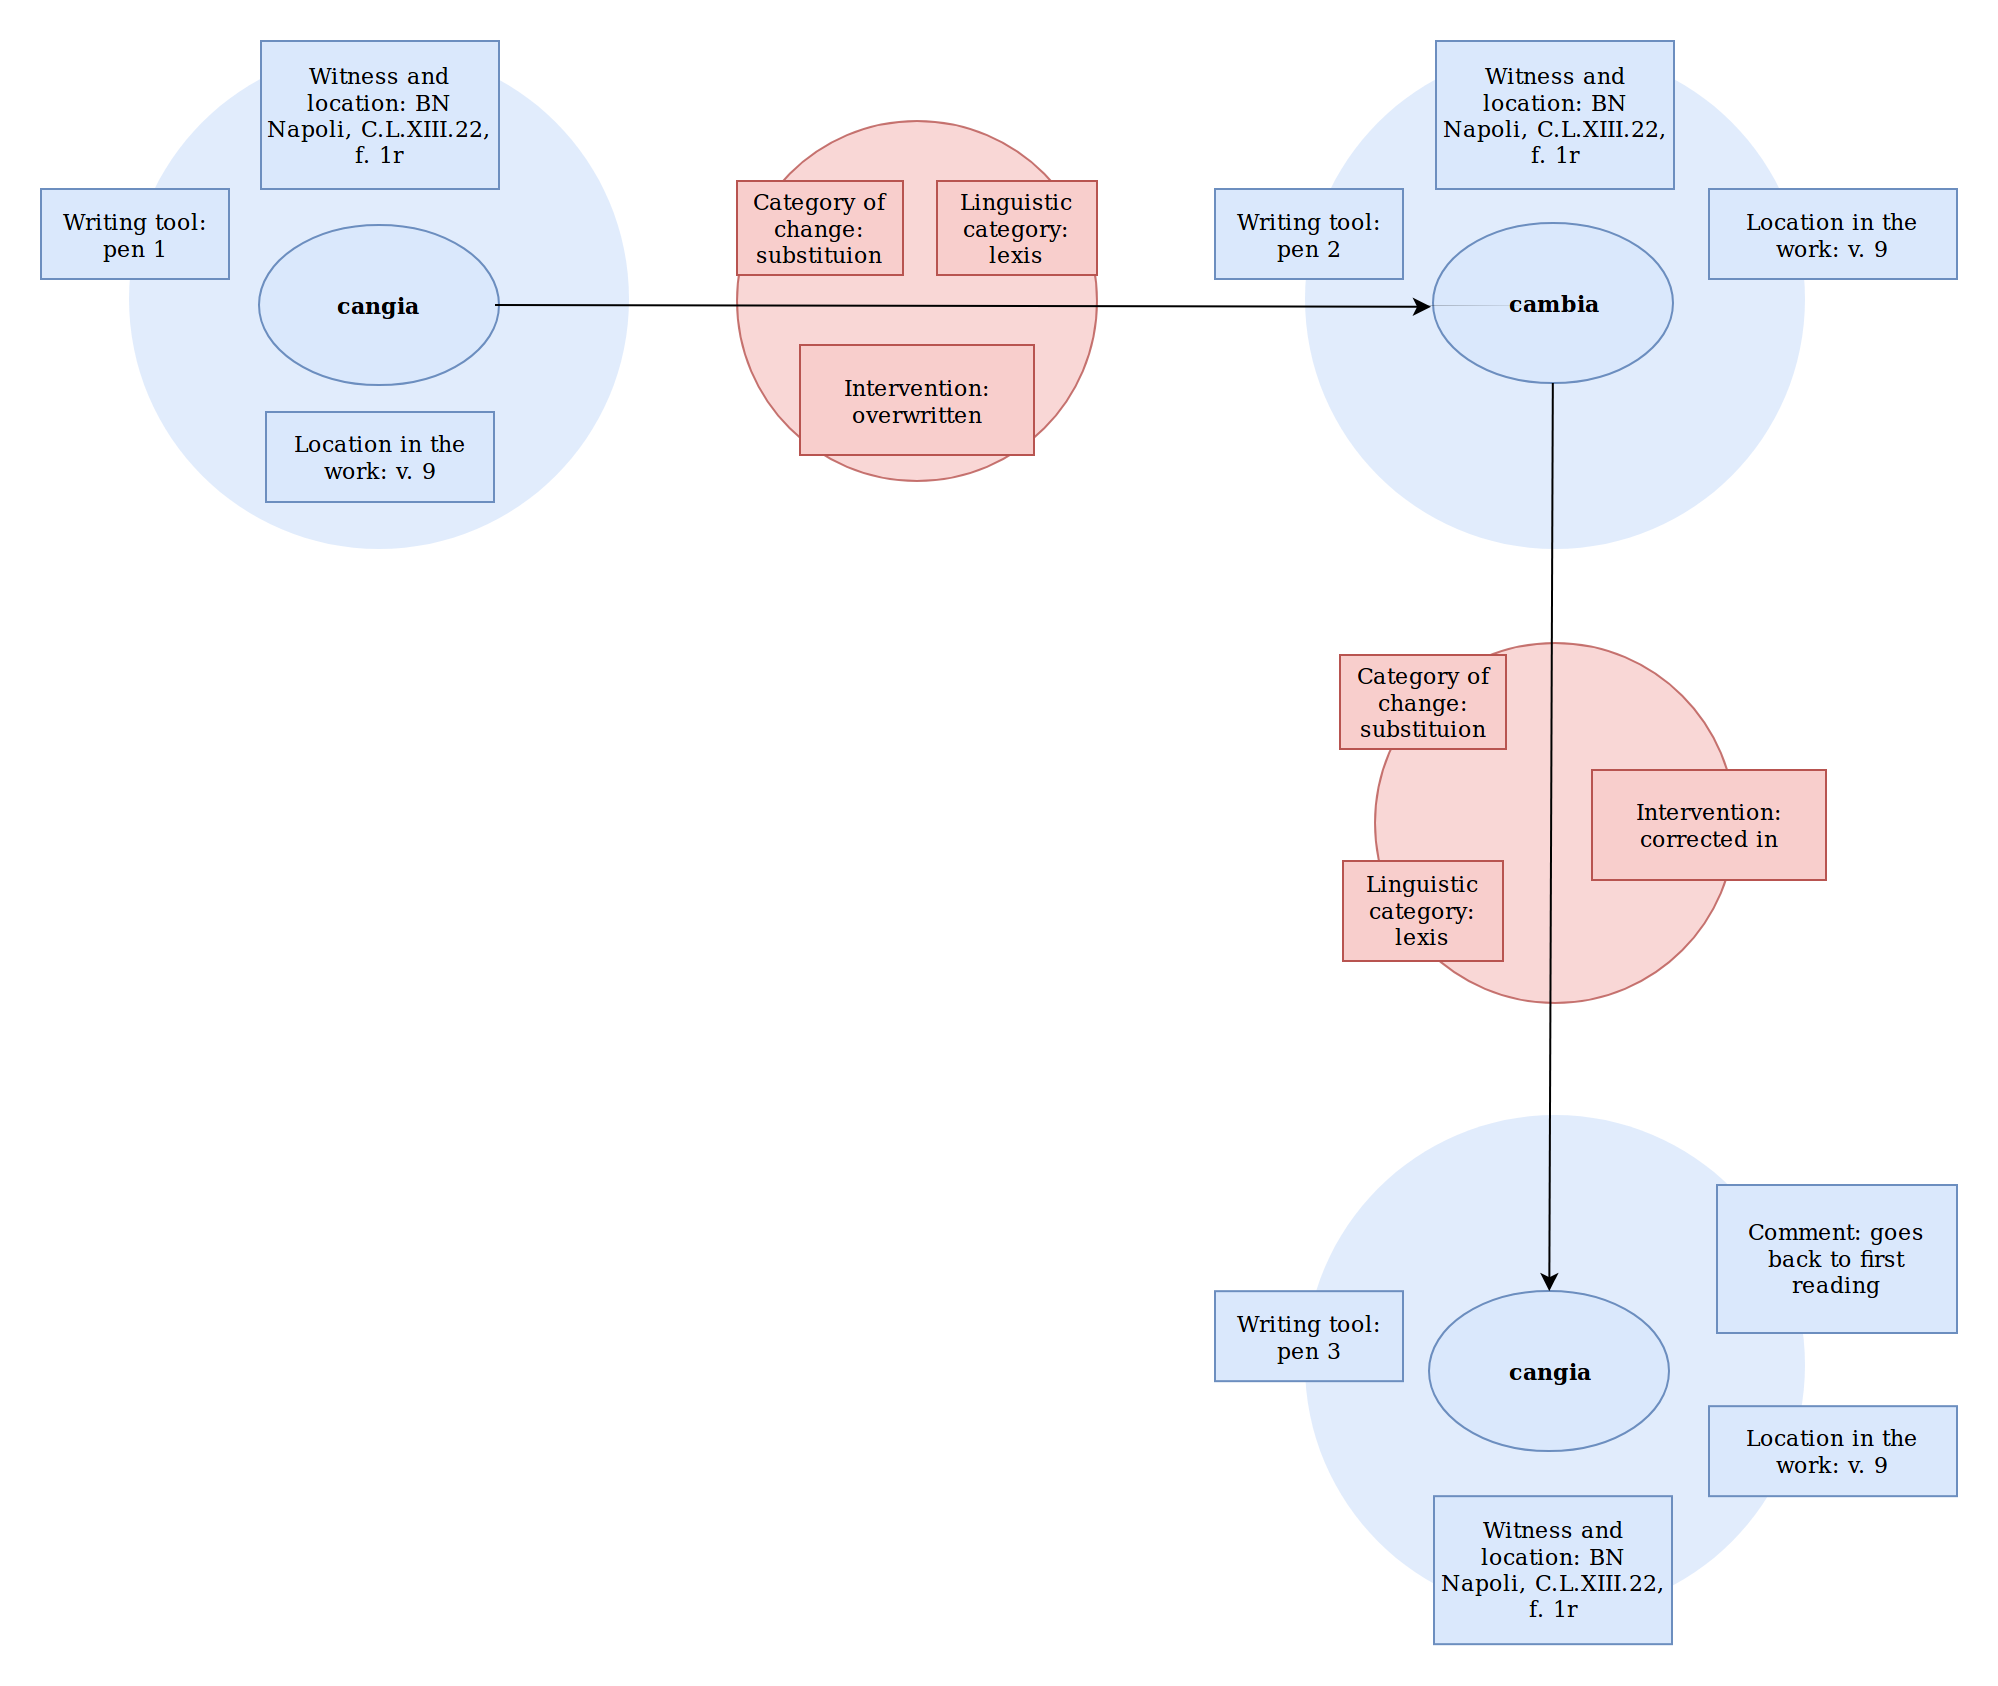 Witness and
location: BN
Napoli, C.L.XIII.22,
f. 1r
Writing tool:
pen 1
cangia
Location in the
work: v. 9
Category of
change:
substituion
Linguistic
category:
lexis
Intervention:
overwritten
Witness and
location: BN
Napoli, C.L.XIII.22,
f. 1r
Writing tool:
pen 2
Location in the
work: v. 9
cambia
Category of
change:
substituion
Intervention:
corrected in
Linguistic
category:
lexis
Comment: goes
back to first
reading
Writing tool:
pen 3
cangia
Location in the
work: v. 9
Witness and
location: BN
Napoli, C.L.XIII.22,
f. 1r